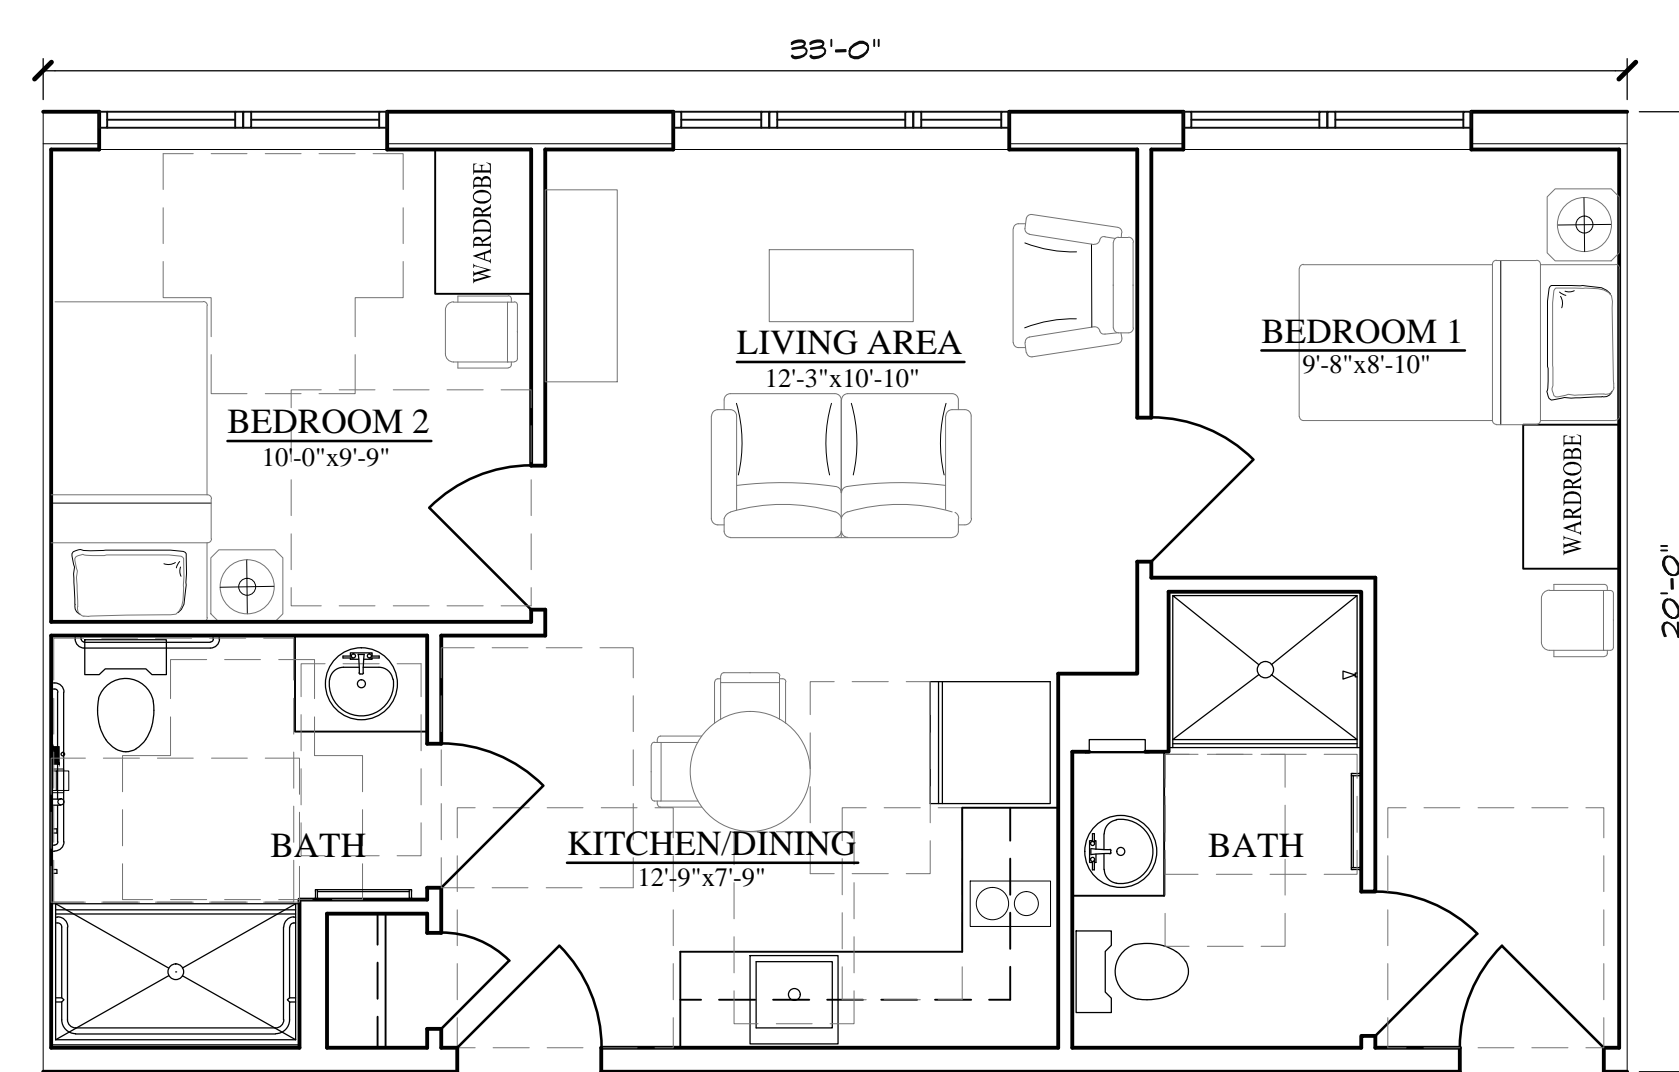 33'-0"
WARDROBE
LIVING AREA
12'-3"x10'-10"
BEDROOM 1
9'-8"x8'-10"
BEDROOM 2
10'-0"x9'-9"
WARDROBE
20'-0"
BATH
KITCHEN/DINING
12'-9"x7'-9"
BATH